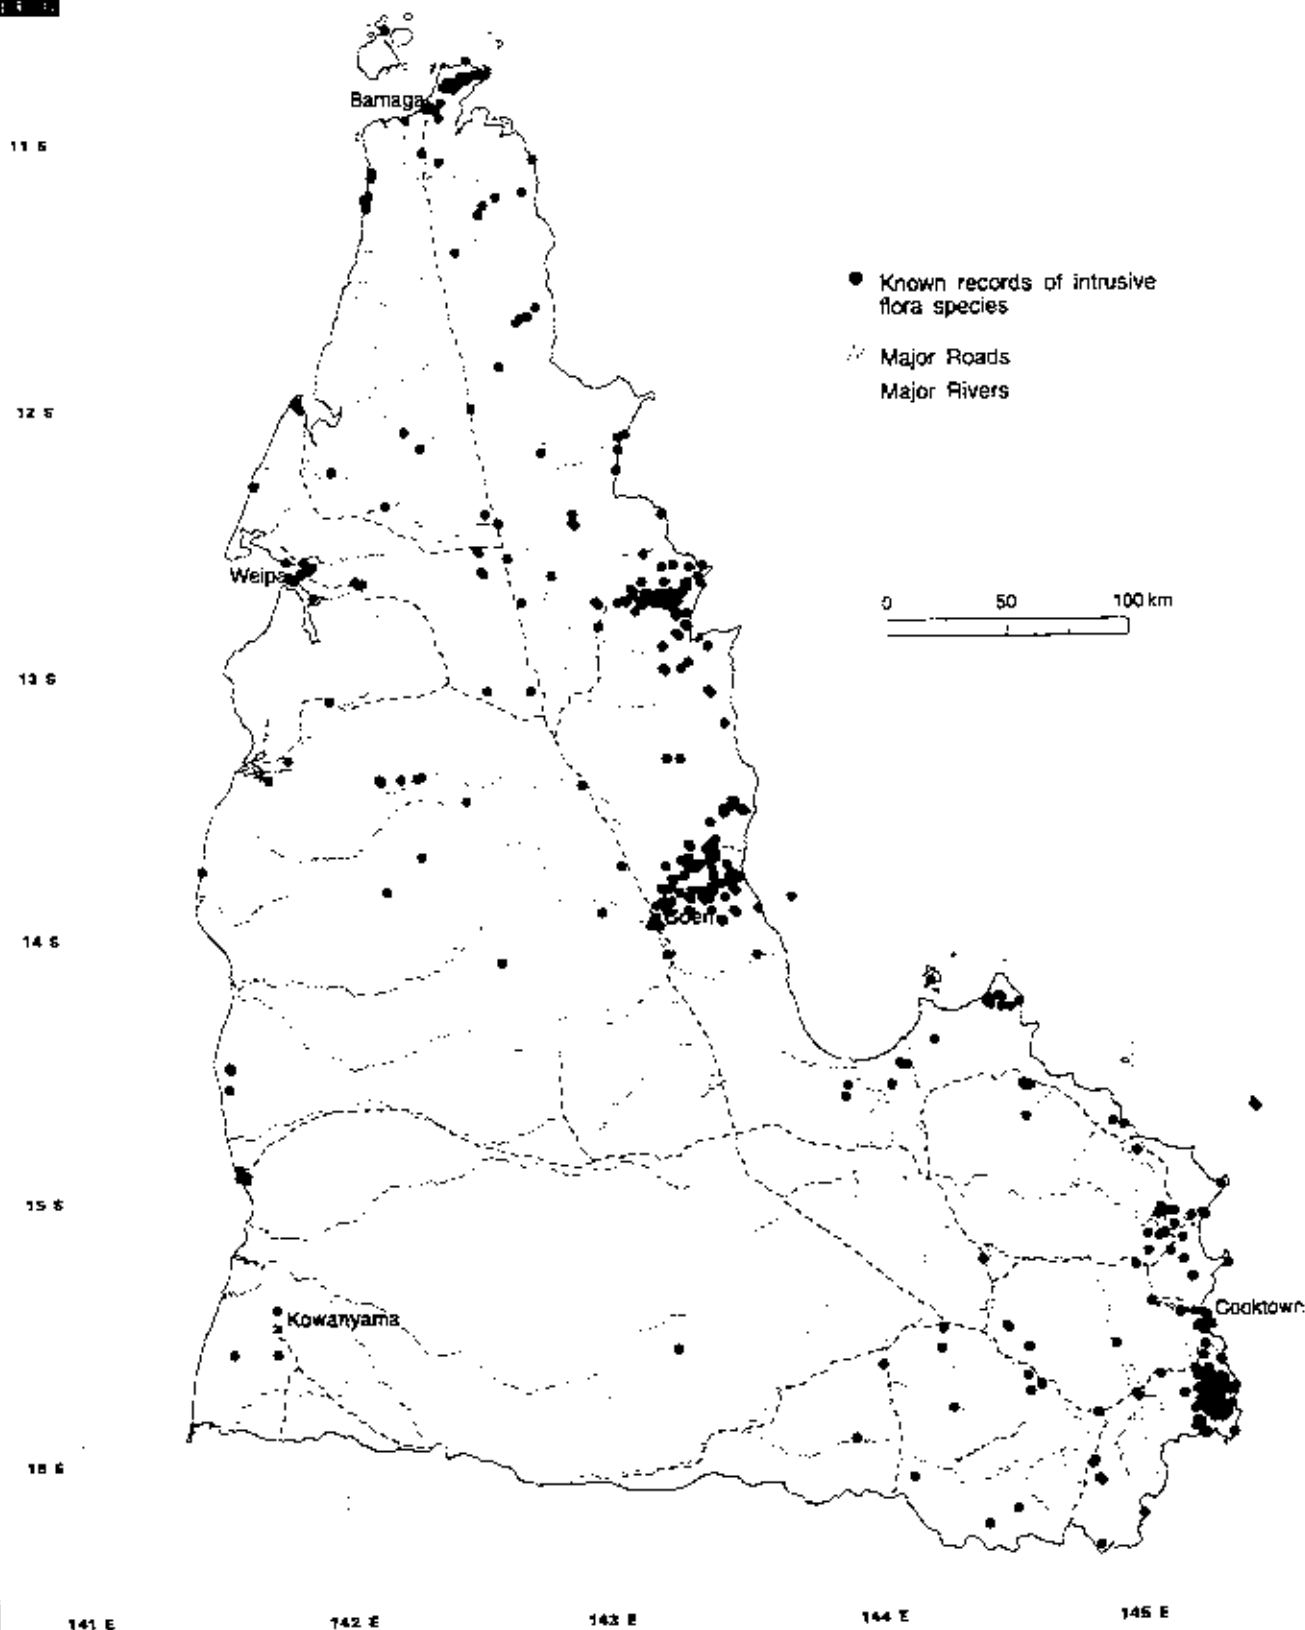 Bamaga
11 S
Known records of intrusive
flora species
Major Roads
Major Rivers
12 S
Weipa
0 50 100 km
13 S
Coen
14 S
15 S
Cooktown
Kowanyama
16 S
141 E 142 E 143 E 144 E 145 E